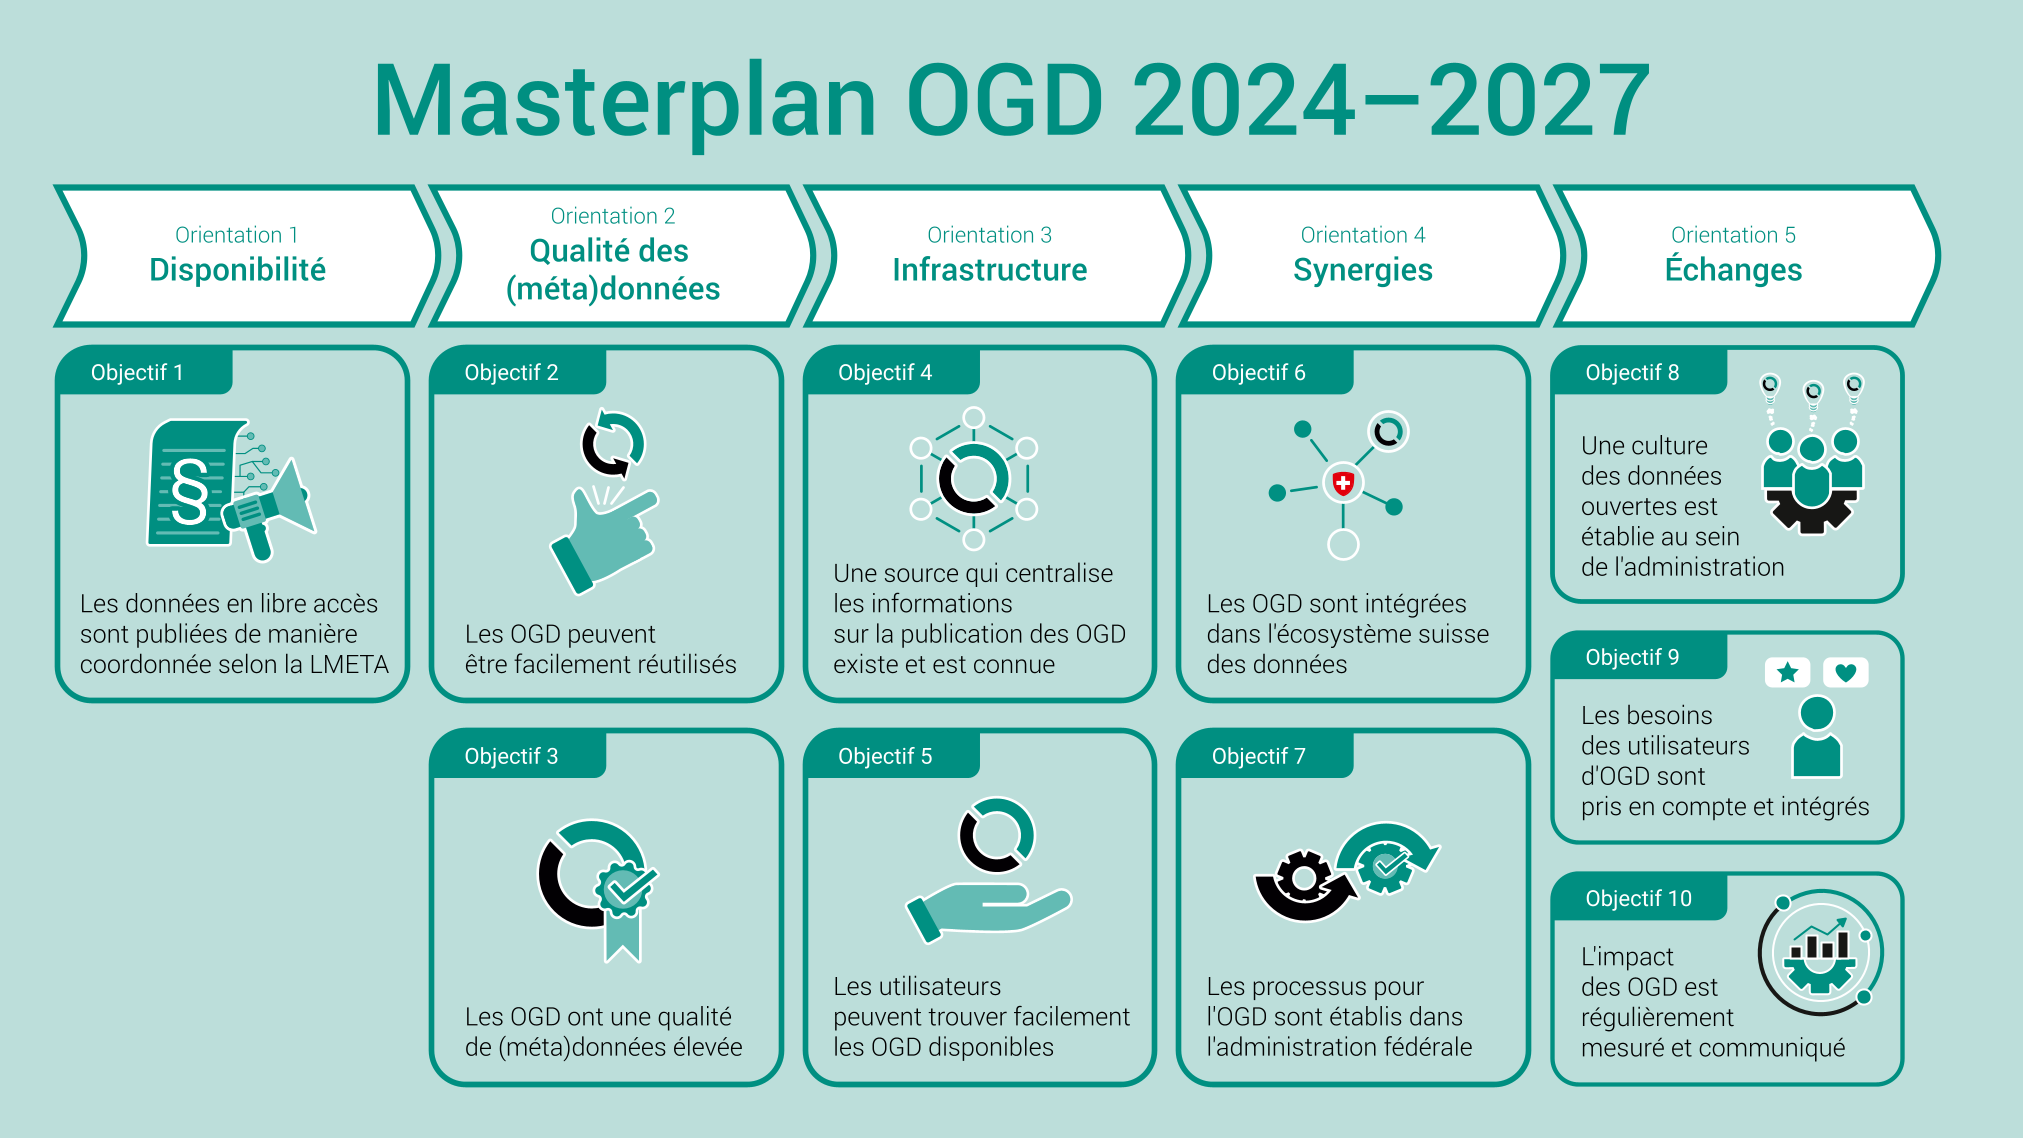 Masterplan OGD 2024–2027
Orientation 1
Disponibilité
Orientation 2
Qualité des
(méta)données
Orientation 3
Infrastructure
Orientation 4
Synergies
Orientation 5
Échanges
Objectif 1
§
Les données en libre accès
sont publiées de manière
coordonnée selon la LMETA
Objectif 2
Les OGD peuvent
être facilement réutilisés
Objectif 3
Les OGD ont une qualité
de (méta)données élevée
Objectif 4
Une source qui centralise
les informations
sur la publication des OGD
existe et est connue
Objectif 5
Les utilisateurs
peuvent trouver facilement
les OGD disponibles
Objectif 6
Les OGD sont intégrées
dans l'écosystème suisse
des données
Objectif 7
Les processus pour
l'OGD sont établis dans
l'administration fédérale
Objectif 8
Une culture
des données
ouvertes est
établie au sein
de l'administration
Objectif 9
Les besoins
des utilisateurs
d'OGD sont
pris en compte et intégrés
Objectif 10
L'impact
des OGD est
régulièrement
mesuré et communiqué